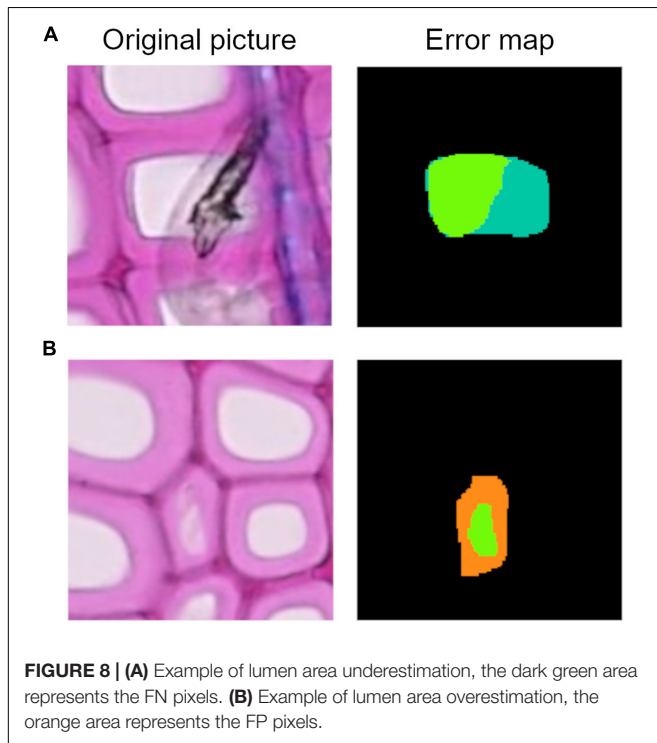 A Original picture Error map
B
FIGURE 8 | (A) Example of lumen area underestimation, the dark green area
represents the FN pixels. (B) Example of lumen area overestimation, the
orange area represents the FP pixels.